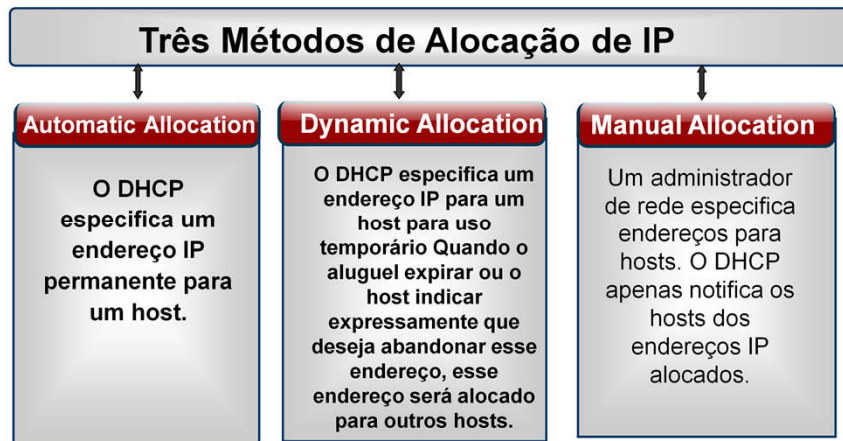 Três Métodos de Alocação de IP
Automatic Allocation
O DHCP
especifica um
endereço IP
permanente para
um host.
Dynamic Allocation
O DHCP especifica um
endereço IP para um
host para uso
temporário Quando o
aluguel expirar ou o
host indicar
expressamente que
deseja abandonar esse
endereço, esse
endereço será alocado
para outros hosts.
Manual Allocation
Um administrador
de rede especifica
endereços para
hosts. O DHCP
apenas notifica os
hosts dos
endereços IP
alocados.